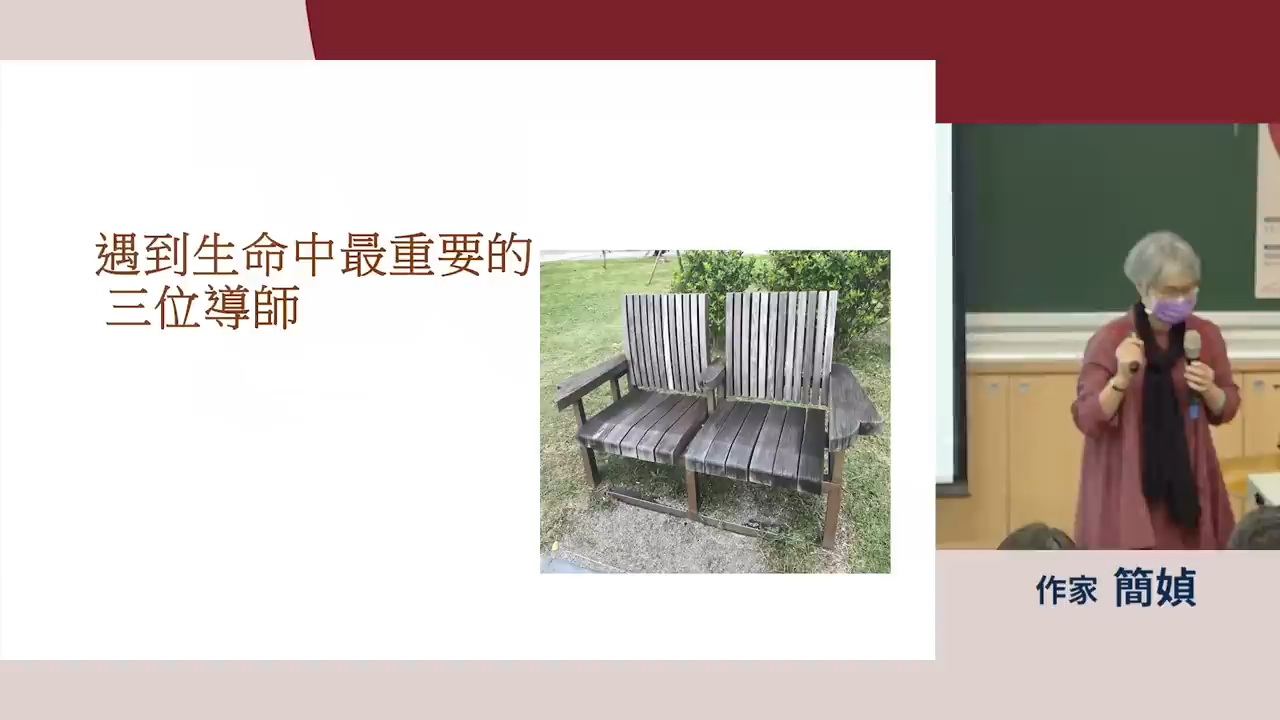 遇到生命中最重要的
三位導師
作家 簡媜